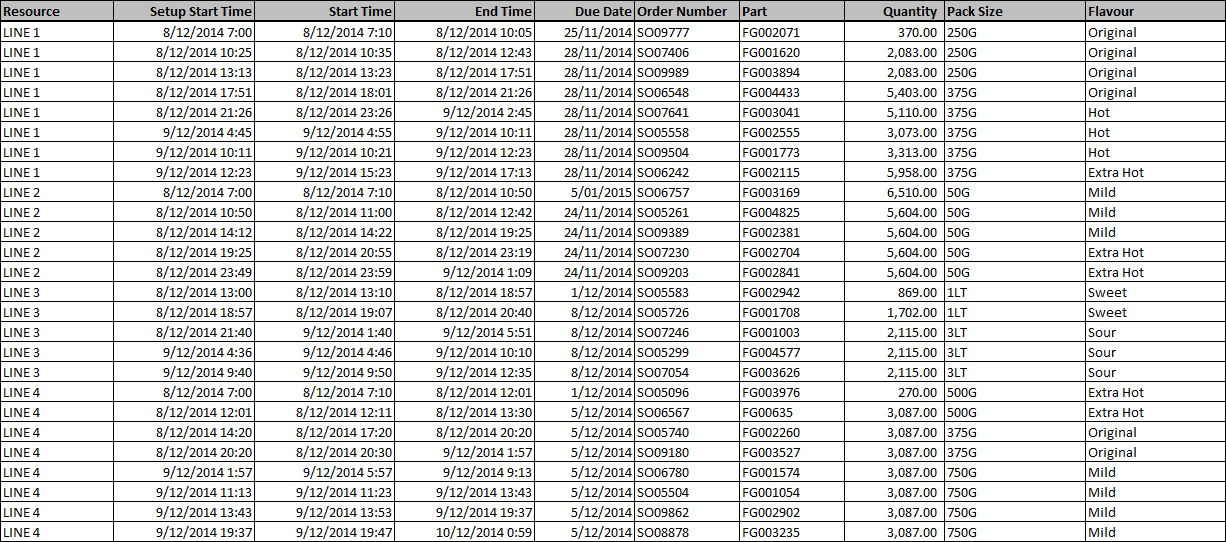 Resource Setup Start Time Start Time End Time Due Date Order Number Part Quantity Pack Size Flavour
LINE 1 8/12/2014 7:00 8/12/2014 7:10 8/12/2014 10:05 25/11/2014 SO09777 FG002071 370.00 250G Original
LINE 1 8/12/2014 10:25 8/12/2014 10:35 8/12/2014 12:43 28/11/2014 SO07406 FG001620 2,083.00 250G Original
LINE 1 8/12/2014 13:13 8/12/2014 13:23 8/12/2014 17:51 28/11/2014 SO09989 FG003894 2,083.00 250G Original
LINE 1 8/12/2014 17:51 8/12/2014 18:01 8/12/2014 21:26 28/11/2014 SO06548 FG004433 5,403.00 375G Original
LINE 1 8/12/2014 21:26 8/12/2014 23:26 9/12/2014 2:45 28/11/2014 SO07641 FG003041 5,110.00 375G Hot
LINE 1 9/12/2014 4:45 9/12/2014 4:55 9/12/2014 10:11 28/11/2014 SO05558 FG002555 3,073.00 375G Hot
LINE 1 9/12/2014 10:11 9/12/2014 10:21 9/12/2014 12:23 28/11/2014 SO09504 FG001773 3,313.00 375G Hot
LINE 1 9/12/2014 12:23 9/12/2014 15:23 9/12/2014 17:13 28/11/2014 SO06242 FG002115 5,958.00 375G Extra Hot
LINE 2 8/12/2014 7:00 8/12/2014 7:10 8/12/2014 10:50 5/01/2015 SO06757 FG003169 6,510.00 50G Mild
LINE 2 8/12/2014 10:50 8/12/2014 11:00 8/12/2014 12:42 24/11/2014 SO05261 FG004825 5,604.00 50G Mild
LINE 2 8/12/2014 14:12 8/12/2014 14:22 8/12/2014 19:25 24/11/2014 SO09389 FG002381 5,604.00 50G Mild
LINE 2 8/12/2014 19:25 8/12/2014 20:55 8/12/2014 23:19 24/11/2014 SO07230 FG002704 5,604.00 50G Extra Hot
LINE 2 8/12/2014 23:49 8/12/2014 23:59 9/12/2014 1:09 24/11/2014 SO09203 FG002841 5,604.00 50G Extra Hot
LINE 3 8/12/2014 13:00 8/12/2014 13:10 8/12/2014 18:57 1/12/2014 SO05583 FG002942 869.00 1LT Sweet
LINE 3 8/12/2014 18:57 8/12/2014 19:07 8/12/2014 20:40 8/12/2014 SO05726 FG001708 1,702.00 1LT Sweet
LINE 3 8/12/2014 21:40 9/12/2014 1:40 9/12/2014 5:51 8/12/2014 SO07246 FG001003 2,115.00 3LT Sour
LINE 3 9/12/2014 4:36 9/12/2014 4:46 9/12/2014 10:10 8/12/2014 SO05299 FG004577 2,115.00 3LT Sour
LINE 3 9/12/2014 9:40 9/12/2014 9:50 9/12/2014 12:35 8/12/2014 SO07054 FG003626 2,115.00 3LT Sour
LINE 4 8/12/2014 7:00 8/12/2014 7:10 8/12/2014 12:01 1/12/2014 SO05096 FG003976 270.00 500G Extra Hot
LINE 4 8/12/2014 12:01 8/12/2014 12:11 8/12/2014 13:30 5/12/2014 SO06567 FG00635 3,087.00 500G Extra Hot
LINE 4 8/12/2014 14:20 8/12/2014 17:20 8/12/2014 20:20 5/12/2014 SO05740 FG002260 3,087.00 375G Original
LINE 4 8/12/2014 20:20 8/12/2014 20:30 9/12/2014 1:57 5/12/2014 SO09180 FG003527 3,087.00 375G Original
LINE 4 9/12/2014 1:57 9/12/2014 5:57 9/12/2014 9:13 5/12/2014 SO06780 FG001574 3,087.00 750G Mild
LINE 4 9/12/2014 11:13 9/12/2014 11:23 9/12/2014 13:43 5/12/2014 SO05504 FG001054 3,087.00 750G Mild
LINE 4 9/12/2014 13:43 9/12/2014 13:53 9/12/2014 19:37 5/12/2014 SO09862 FG002902 3,087.00 750G Mild
LINE 4 9/12/2014 19:37 9/12/2014 19:47 10/12/2014 0:59 5/12/2014 SO08878 FG003235 3,087.00 750G Mild